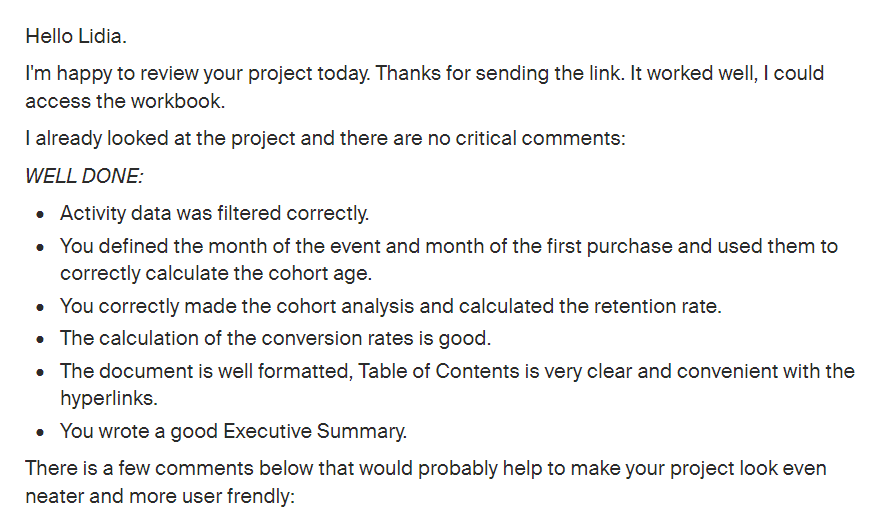 Hello Lidia.
I'm happy to review your project today. Thanks for sending the link. It worked well, I could
access the workbook.
I already looked at the project and there are no critical comments:
WELL DONE:
• Activity data was filtered correctly.
• You defined the month of the event and month of the first purchase and used them to
correctly calculate the cohort age.
• You correctly made the cohort analysis and calculated the retention rate.
• The calculation of the conversion rates is good.
• The document is well formatted, Table of Contents is very clear and convenient with the
hyperlinks.
• You wrote a good Executive Summary.
There is a few comments below that would probably help to make your project look even
neater and more user frendly: